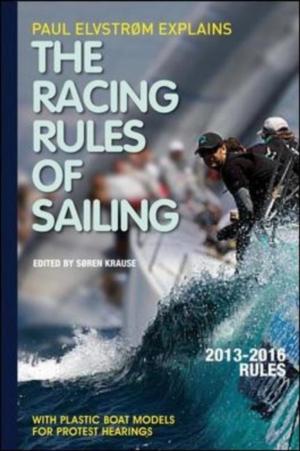 PAUL ELVSTRØM EXPLAINS
THE
RACING
RULES
OF
SAILING
EDITED BY SØREN KRAUSE
2013-2016
RULES
WITH PLASTIC BOAT MODELS
FOR PROTEST HEARINGS